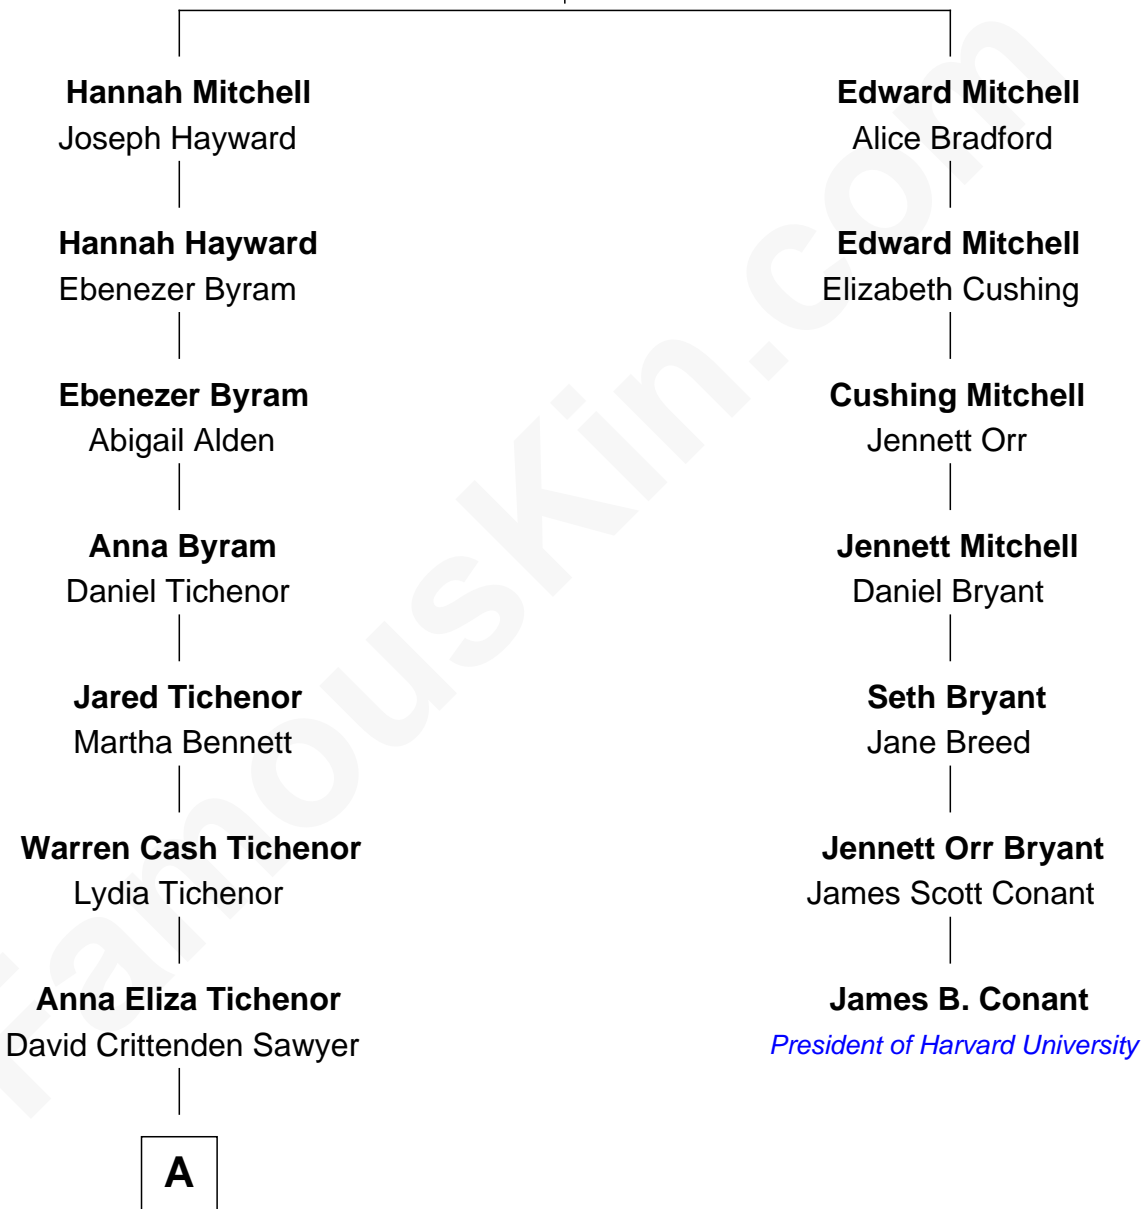 Hannah Mitchell
Joseph Hayward
Hannah Hayward
Ebenezer Byram
Ebenezer Byram
Abigail Alden
Anna Byram
Daniel Tichenor
Jared Tichenor
Martha Bennett
Warren Cash Tichenor
Lydia Tichenor
Anna Eliza Tichenor
David Crittenden Sawyer
A
Edward Mitchell
Alice Bradford
Edward Mitchell
Elizabeth Cushing
Cushing Mitchell
Jennett Orr
Jennett Mitchell
Daniel Bryant
Seth Bryant
Jane Breed
Jennett Orr Bryant
James Scott Conant
James B. Conant
President of Harvard University
FamousKin.com